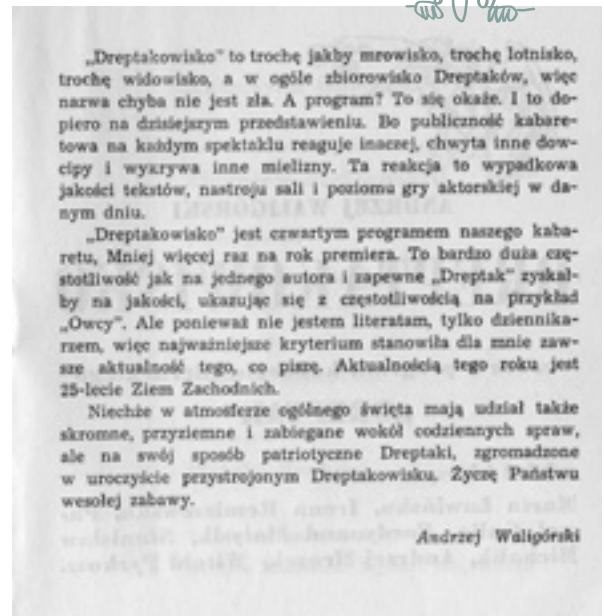 „Dreptakowisko" to trochę jakby mrowisko, trochę lotnisko,
trochę widowisko, a w ogóle zbiorowisko Dreptaków, więc
nazwa chyba nie jest zła. A program? To się okaże. I to do-
piero na dzisiejszym przedstawieniu. Bo publiczność kabare-
towa na każdym spektaklu reaguje inaczej, chwyta inne dow-
cipy i wykrywa inne mielizny. Ta reakcja to wypadkowa
jakości tekstów, nastroju sali i poziomu gry aktorskiej w da-
nym dniu.
„Dreptakowisko" jest czwartym programem naszego kaba-
retu, Mniej więcej raz na rok premiera. To bardzo duża czę-
stotliwość jak na jednego autora i zapewne „Dreptak" zyskał-
by na jakości, ukazując się z częstotliwością na przykład
„Owcy". Ale ponieważ nie jestem literatam, tylko dziennika-
rzem, więc najważniejsze kryterium stanowiła dla mnie zaw-
sze aktualność tego, co piszę. Aktualnością tego roku jest
25-lecie Ziem Zachodnich.
Niechże w atmosferze ogólnego święta mają udział także
skromne, przyziemne i zabiegane wokół codziennych spraw,
ale na swój sposób patriotyczne Dreptaki, zgromadzone
w uroczyście przystrojonym Dreptakowisku. Życzę Państwu
wesołej zabawy.
Andrzej Waligórski